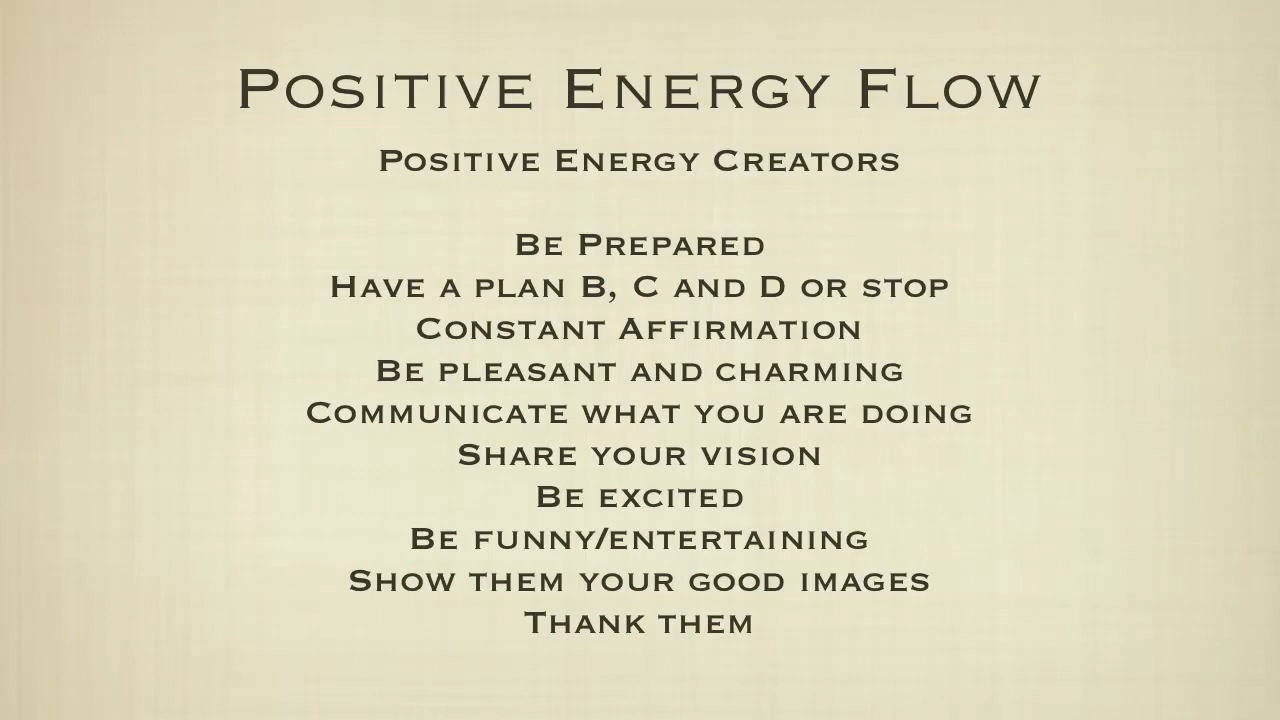 Positive Energy Flow
Positive Energy Creators
Be Prepared
Have a plan B, C and D or stop
Constant Affirmation
Be pleasant and charming
Communicate what you are doing
Share your vision
Be excited
Be funny/entertaining
Show them your good images
Thank them